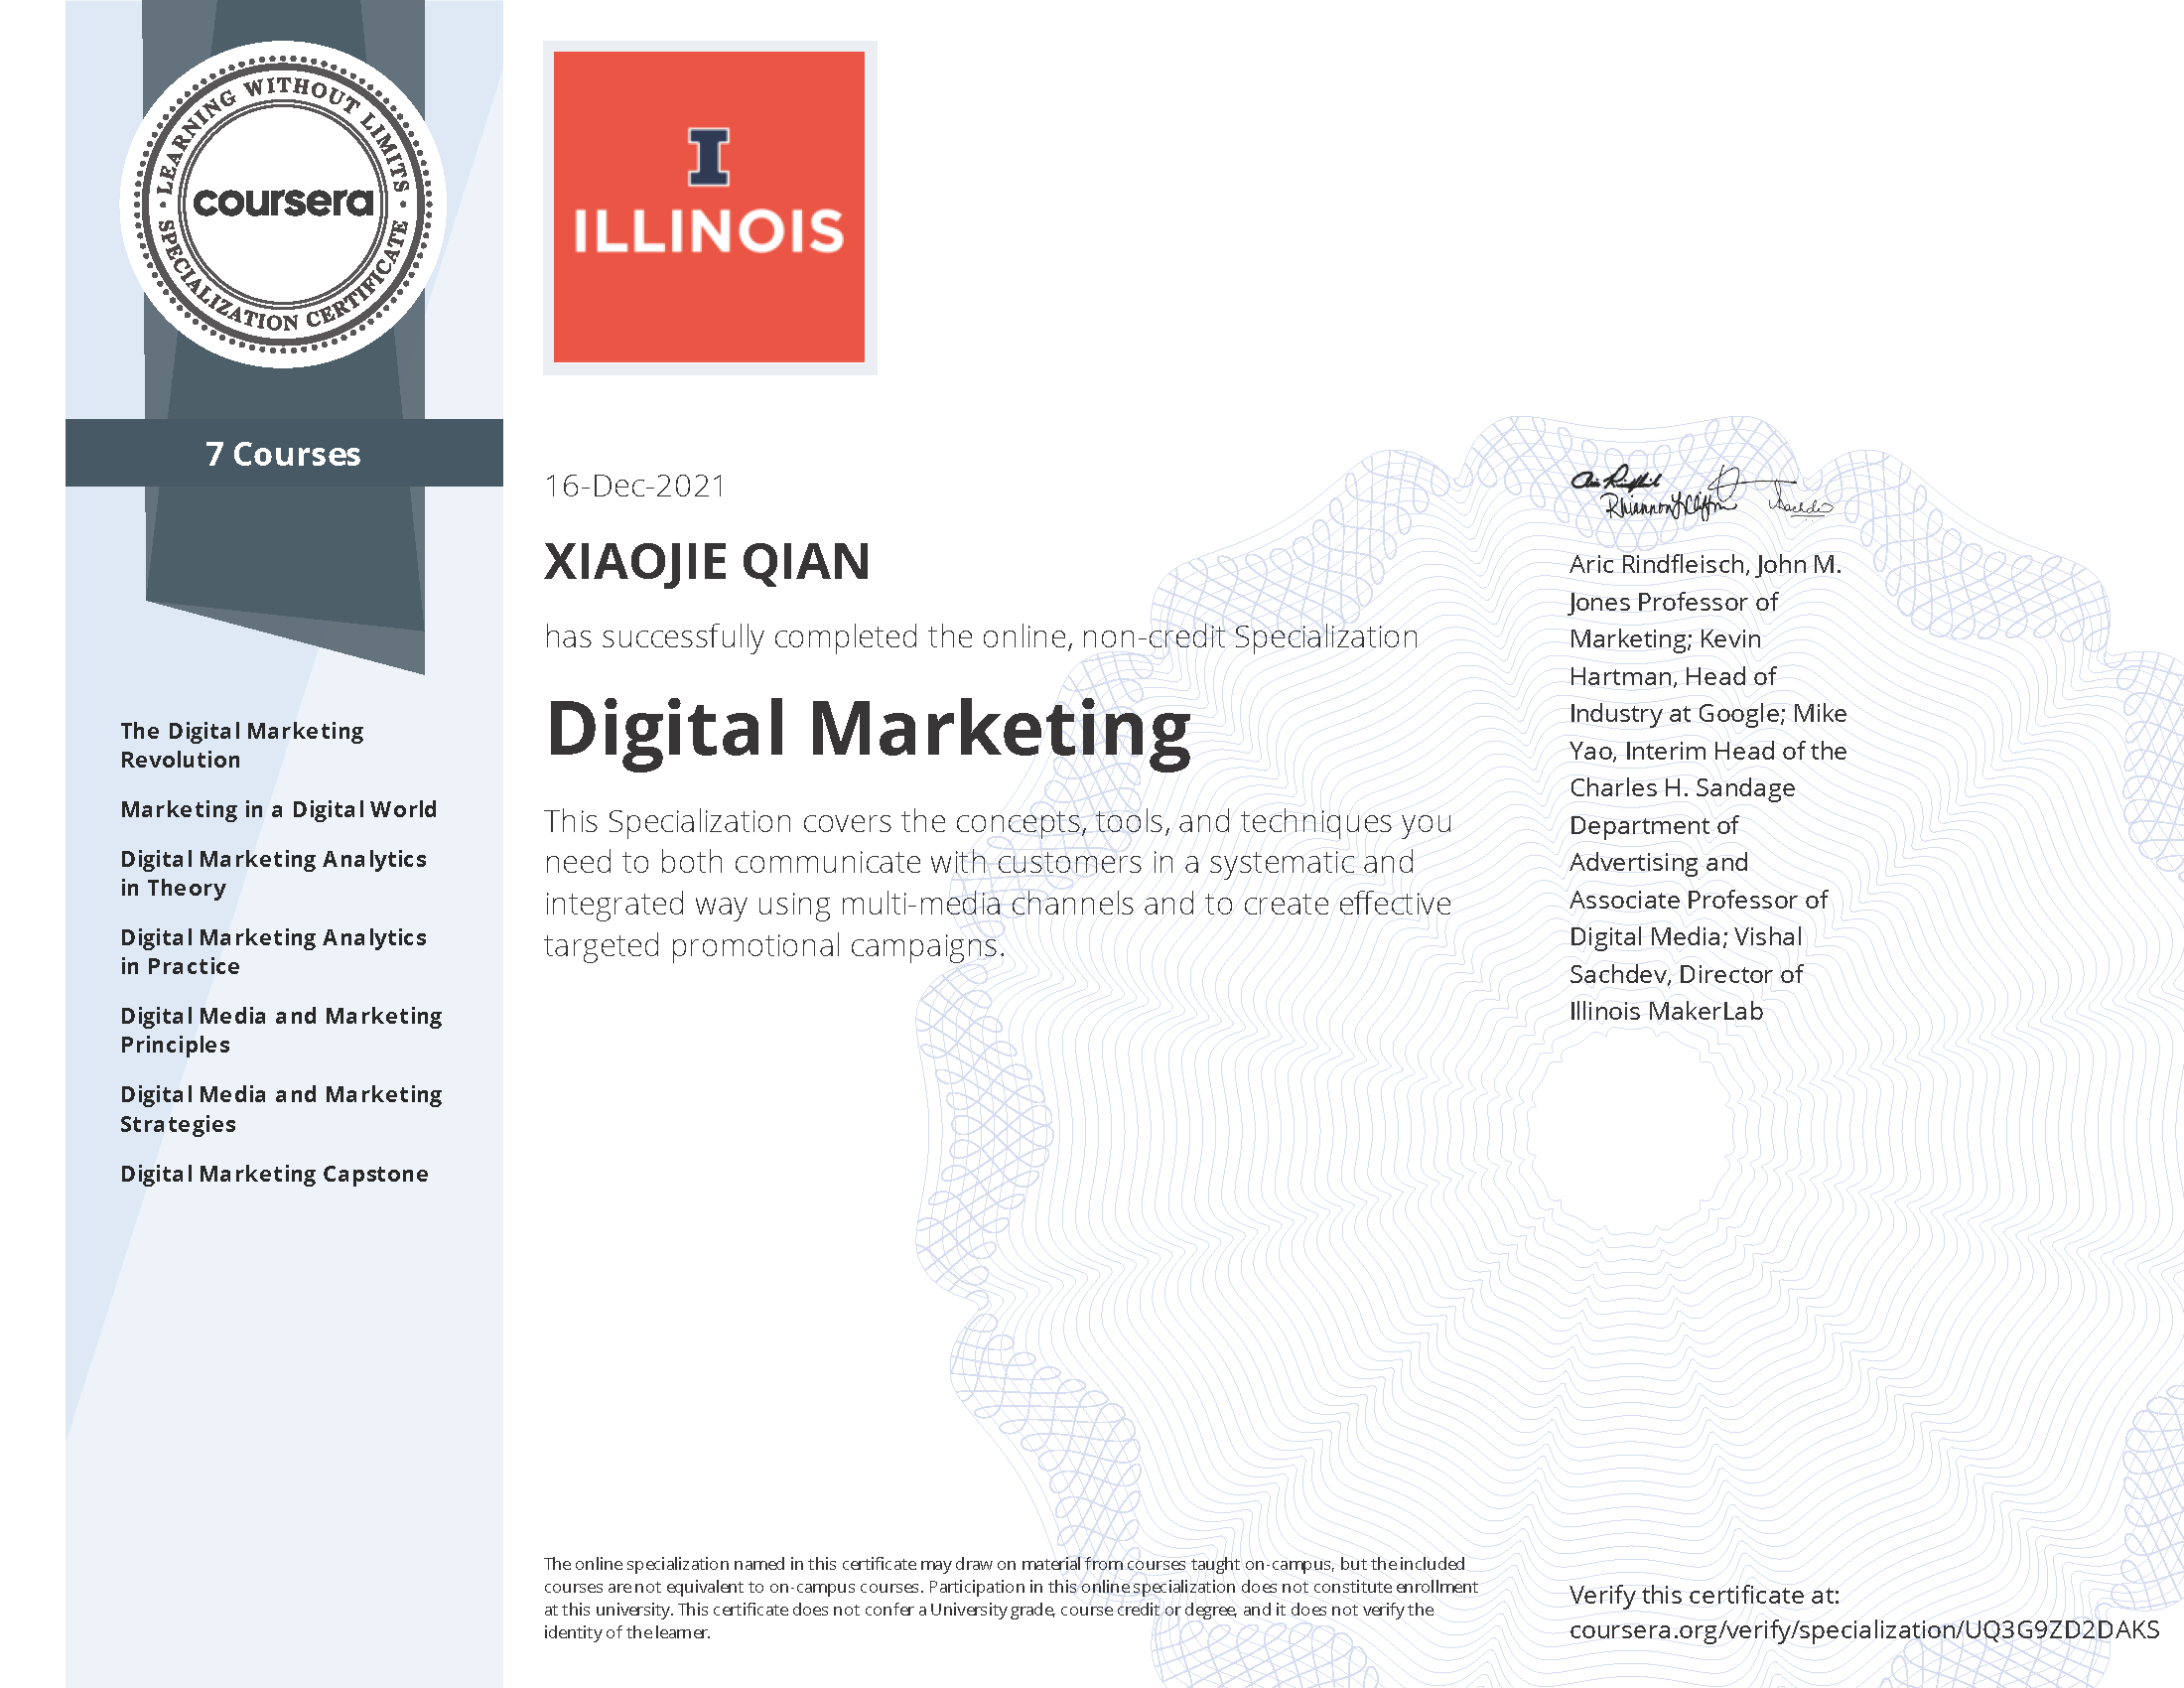 LEARNING WITHOUT LIMITS
coursera
SPECIALIZATION CERTIFICATE
7 Courses
The Digital Marketing
Revolution
Marketing in a Digital World
Digital Marketing Analytics
in Theory
Digital Marketing Analytics
in Practice
Digital Media and Marketing
Principles
Digital Media and Marketing
Strategies
Digital Marketing Capstone
I
ILLINOIS
16-Dec-2021
XIAOJIE QIAN
has successfully completed the online, non-credit Specialization
Digital Marketing
This Specialization covers the concepts, tools, and techniques you
need to both communicate with customers in a systematic and
integrated way using multi-media channels and to create effective
targeted promotional campaigns.
Aric Rindfleisch, John M.
Jones Professor of
Marketing; Kevin
Hartman, Head of
Industry at Google; Mike
Yao, Interim Head of the
Charles H. Sandage
Department of
Advertising and
Associate Professor of
Digital Media; Vishal
Sachdev, Director of
Illinois MakerLab
The online specialization named in this certificate may draw on material from courses taught on-campus, but the included
courses are not equivalent to on-campus courses. Participation in this online specialization does not constitute enrollment
at this university. This certificate does not confer a University grade, course credit or degree, and it does not verify the
identity of the learner.
Verify this certificate at:
coursera.org/verify/specialization/UQ3G9ZD2DAKS